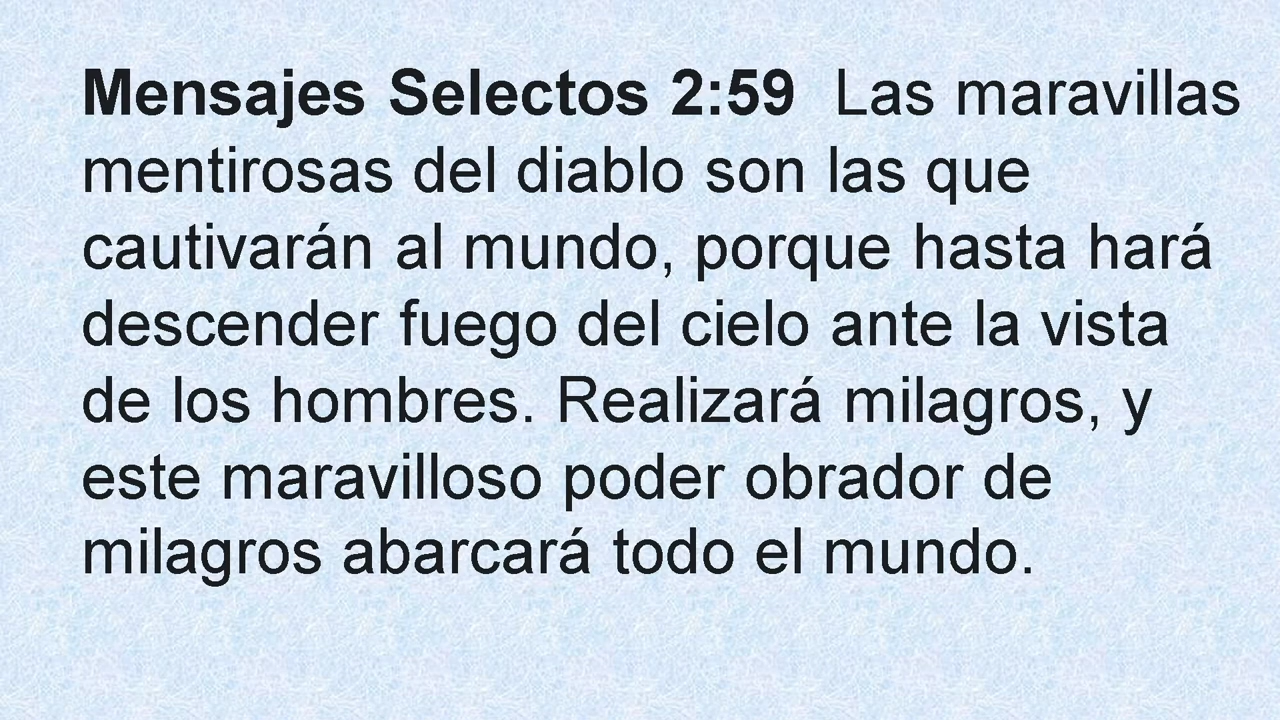 Mensajes Selectos 2:59 Las maravillas
mentirosas del diablo son las que
cautivarán al mundo, porque hasta hará
descender fuego del cielo ante la vista
de los hombres. Realizará milagros, y
este maravilloso poder obrador de
milagros abarcará todo el mundo.